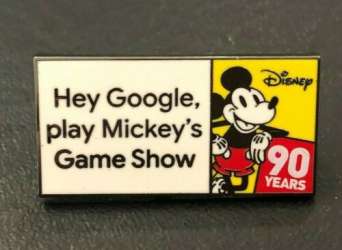 Hey Google,
play Mickey's
Game Show
Disney
90
YEARS